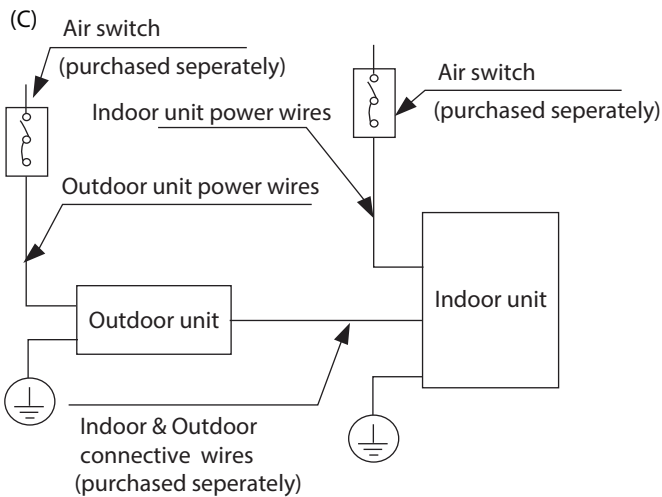 (C)
Air switch
(purchased seperately)
Air switch
(purchased seperately)
Indoor unit power wires
Outdoor unit power wires
Outdoor unit
Indoor unit
Indoor & Outdoor
connective wires
(purchased seperately)